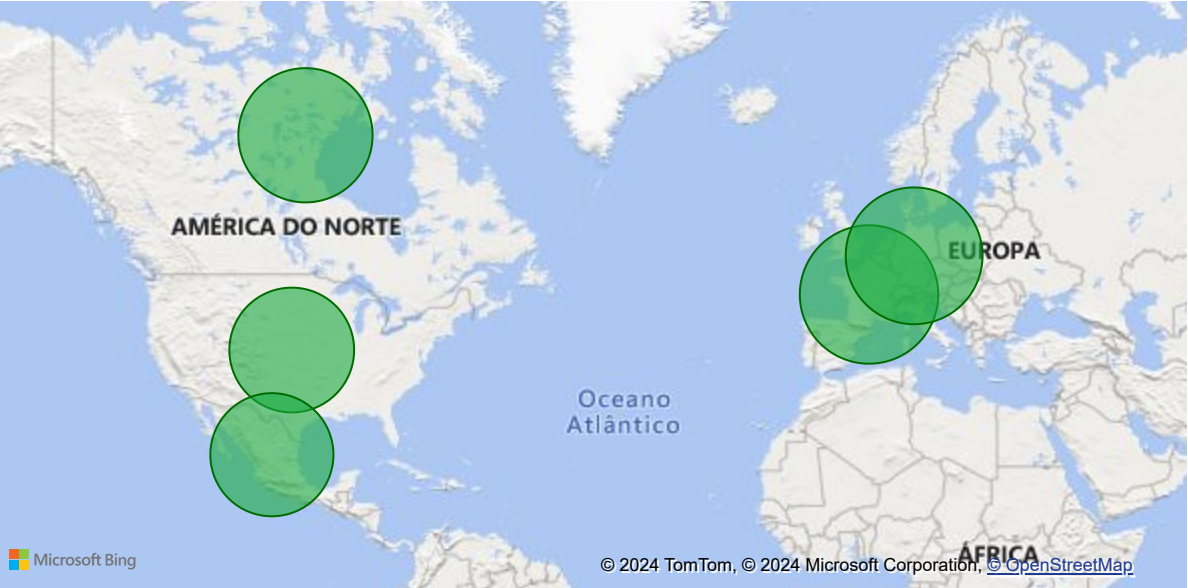 AMÉRICA DO NORTE
EUROPA
Oceano
Atlântico
ÁFRICA
Microsoft Bing
© 2024 TomTom, © 2024 Microsoft Corporation, © OpenStreetMap